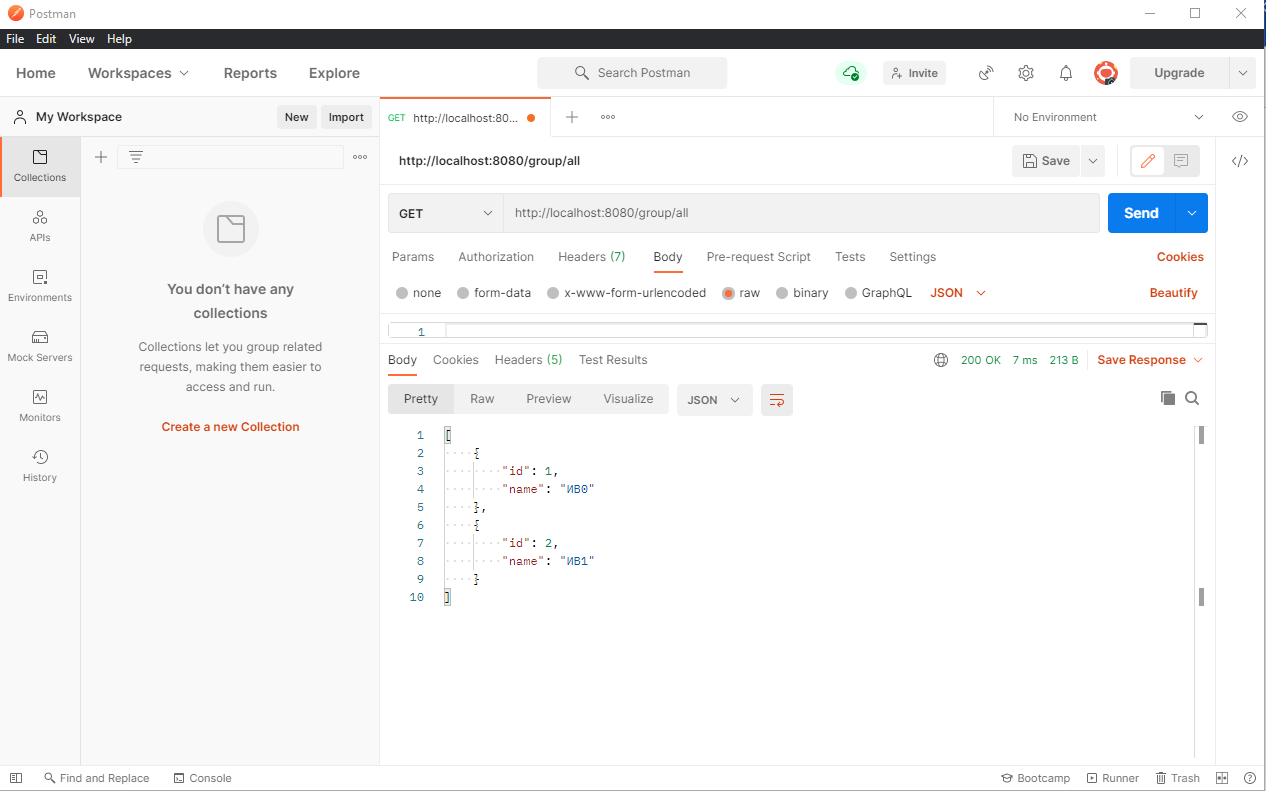 Postman
File Edit View Help
Home Workspaces Reports Explore Search Postman Invite Upgrade
My Workspace New Import GET http://localhost:80... No Environment
Collections
APIs
Environments
Mock Servers
Monitors
History
You don't have any
collections
Collections let you group related
requests, making them easier to
access and run.
Create a new Collection
http://localhost:8080/group/all Save
GET http://localhost:8080/group/all Send
Params Authorization Headers (7) Body Pre-request Script Tests Settings Cookies
none form-data x-www-form-urlencoded raw binary GraphQL JSON Beautify
1
Body Cookies Headers (5) Test Results 200 OK 7 ms 213 B Save Response
Pretty Raw Preview Visualize JSON
1 [
2 {
3 "id": 1,
4 "name": "ИВ0"
5 },
6 {
7 "id": 2,
8 "name": "ИВ1"
9 }
10 ]
Find and Replace Console Bootcamp Runner Trash